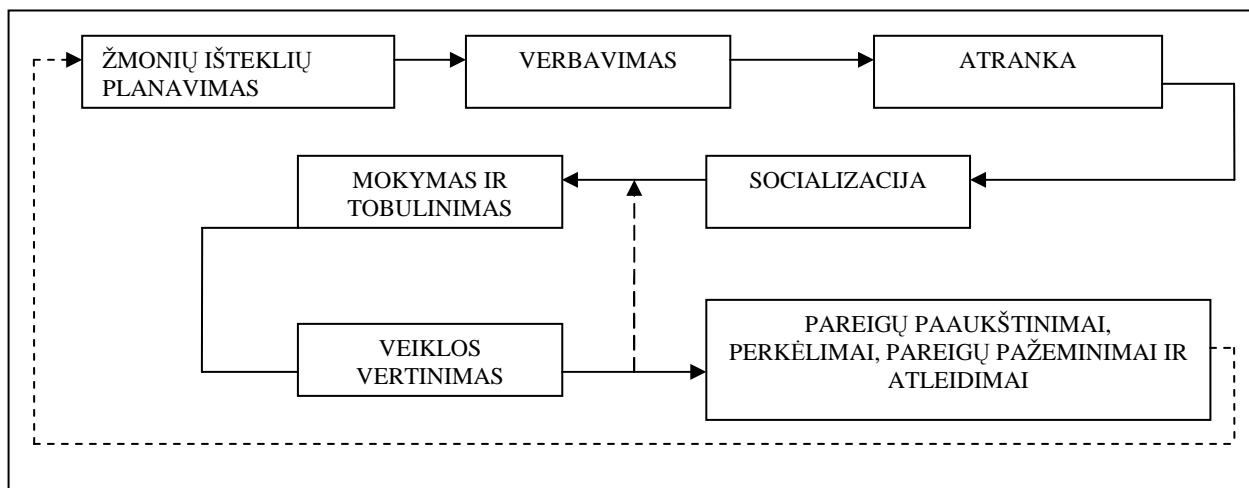 ŽMONIŲ IŠTEKLIŲ
PLANAVIMAS
VERBAVIMAS
ATRANKA
SOCIALIZACIJA
MOKYMAS IR
TOBULINIMAS
VEIKLOS
VERTINIMAS
PAREIGŲ PAAUKŠTINIMAI,
PERKĖLIMAI, PAREIGŲ PAŽEMINIMAI IR
ATLEIDIMAI